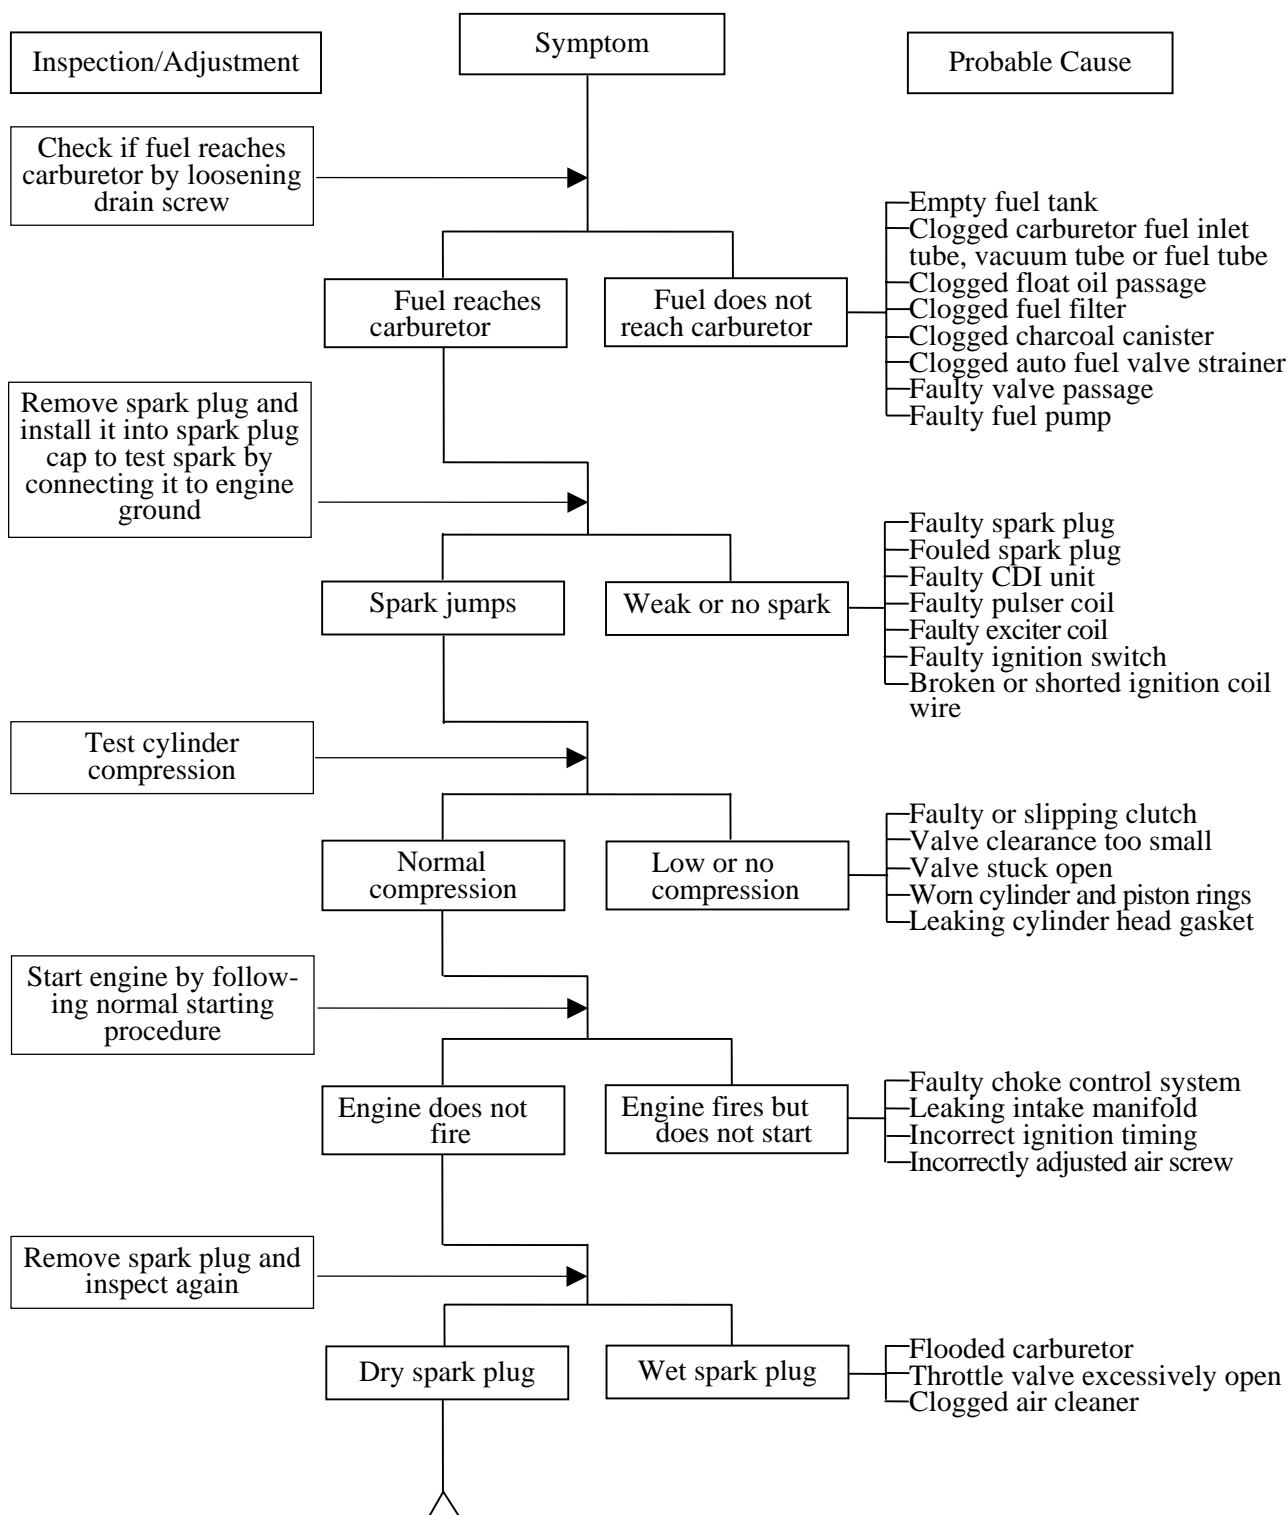 Symptom
Inspection/Adjustment
Probable Cause
Check if fuel reaches
carburetor by loosening
drain screw
Fuel reaches
carburetor
Fuel does not
reach carburetor
Empty fuel tank
Clogged carburetor fuel inlet
tube, vacuum tube or fuel tube
Clogged float oil passage
Clogged fuel filter
Clogged charcoal canister
Clogged auto fuel valve strainer
Faulty valve passage
Faulty fuel pump
Remove spark plug and
install it into spark plug
cap to test spark by
connecting it to engine
ground
Spark jumps
Weak or no spark
Faulty spark plug
Fouled spark plug
Faulty CDI unit
Faulty pulser coil
Faulty exciter coil
Faulty ignition switch
Broken or shorted ignition coil
wire
Test cylinder
compression
Normal
compression
Low or no
compression
Faulty or slipping clutch
Valve clearance too small
Valve stuck open
Worn cylinder and piston rings
Leaking cylinder head gasket
Start engine by follow-
ing normal starting
procedure
Engine does not
fire
Engine fires but
does not start
Faulty choke control system
Leaking intake manifold
Incorrect ignition timing
Incorrectly adjusted air screw
Remove spark plug and
inspect again
Dry spark plug
Wet spark plug
Flooded carburetor
Throttle valve excessively open
Clogged air cleaner